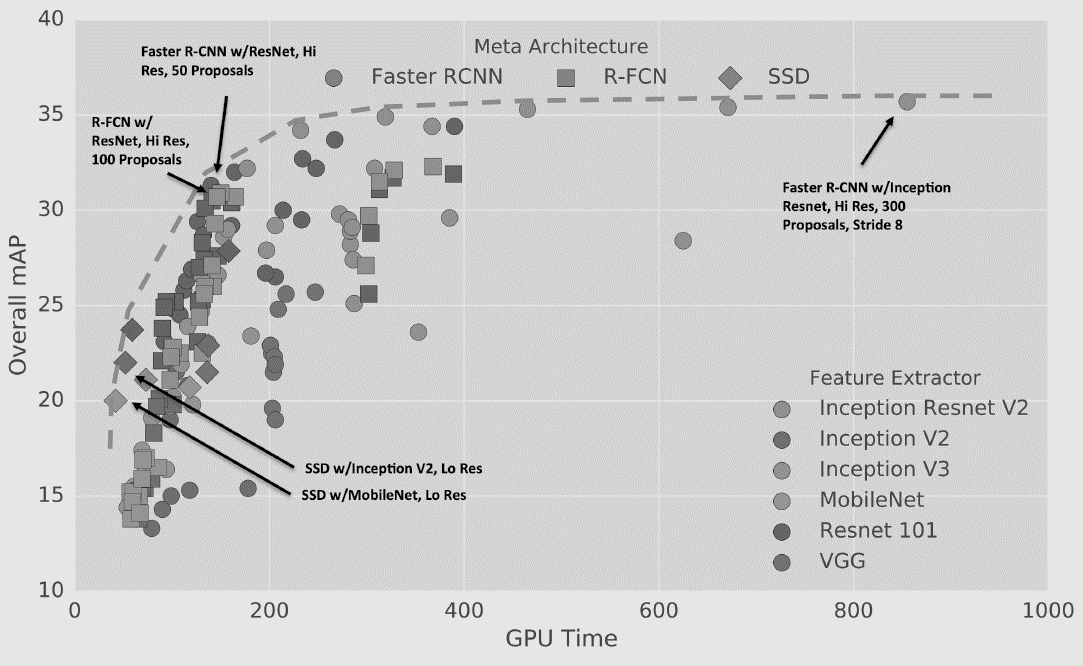 40
35
30
25
20
15
10
Overall mAP
Faster R-CNN w/ResNet, Hi
Res, 50 Proposals
R-FCN w/
ResNet, Hi Res,
100 Proposals
Meta Architecture
Faster RCNN
R-FCN
SSD
Faster R-CNN w/Inception
Resnet, Hi Res, 300
Proposals, Stride 8
SSD w/Inception V2, Lo Res
SSD w/MobileNet, Lo Res
Feature Extractor
Inception Resnet V2
Inception V2
Inception V3
MobileNet
Resnet 101
VGG
0 200 400 600 800 1000
GPU Time